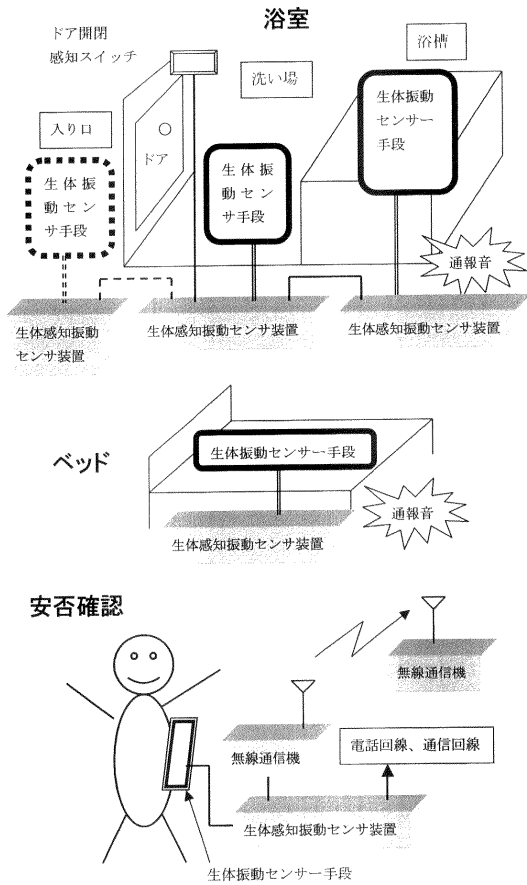 浴室
ドア開閉
感知スイッチ
洗い場
浴槽
入り口
ドア
生体振
動セン
サ手段
生体振
動セン
サ手段
生体振動
センサー
手段
通報音
生体感知振動
センサ装置
生体感知振動センサ装置
生体感知振動センサ装置
ベッド
生体振動センサー手段
通報音
生体感知振動センサ装置
安否確認
無線通信機
無線通信機
電話回線、通信回線
生体感知振動センサ装置
生体振動センサー手段